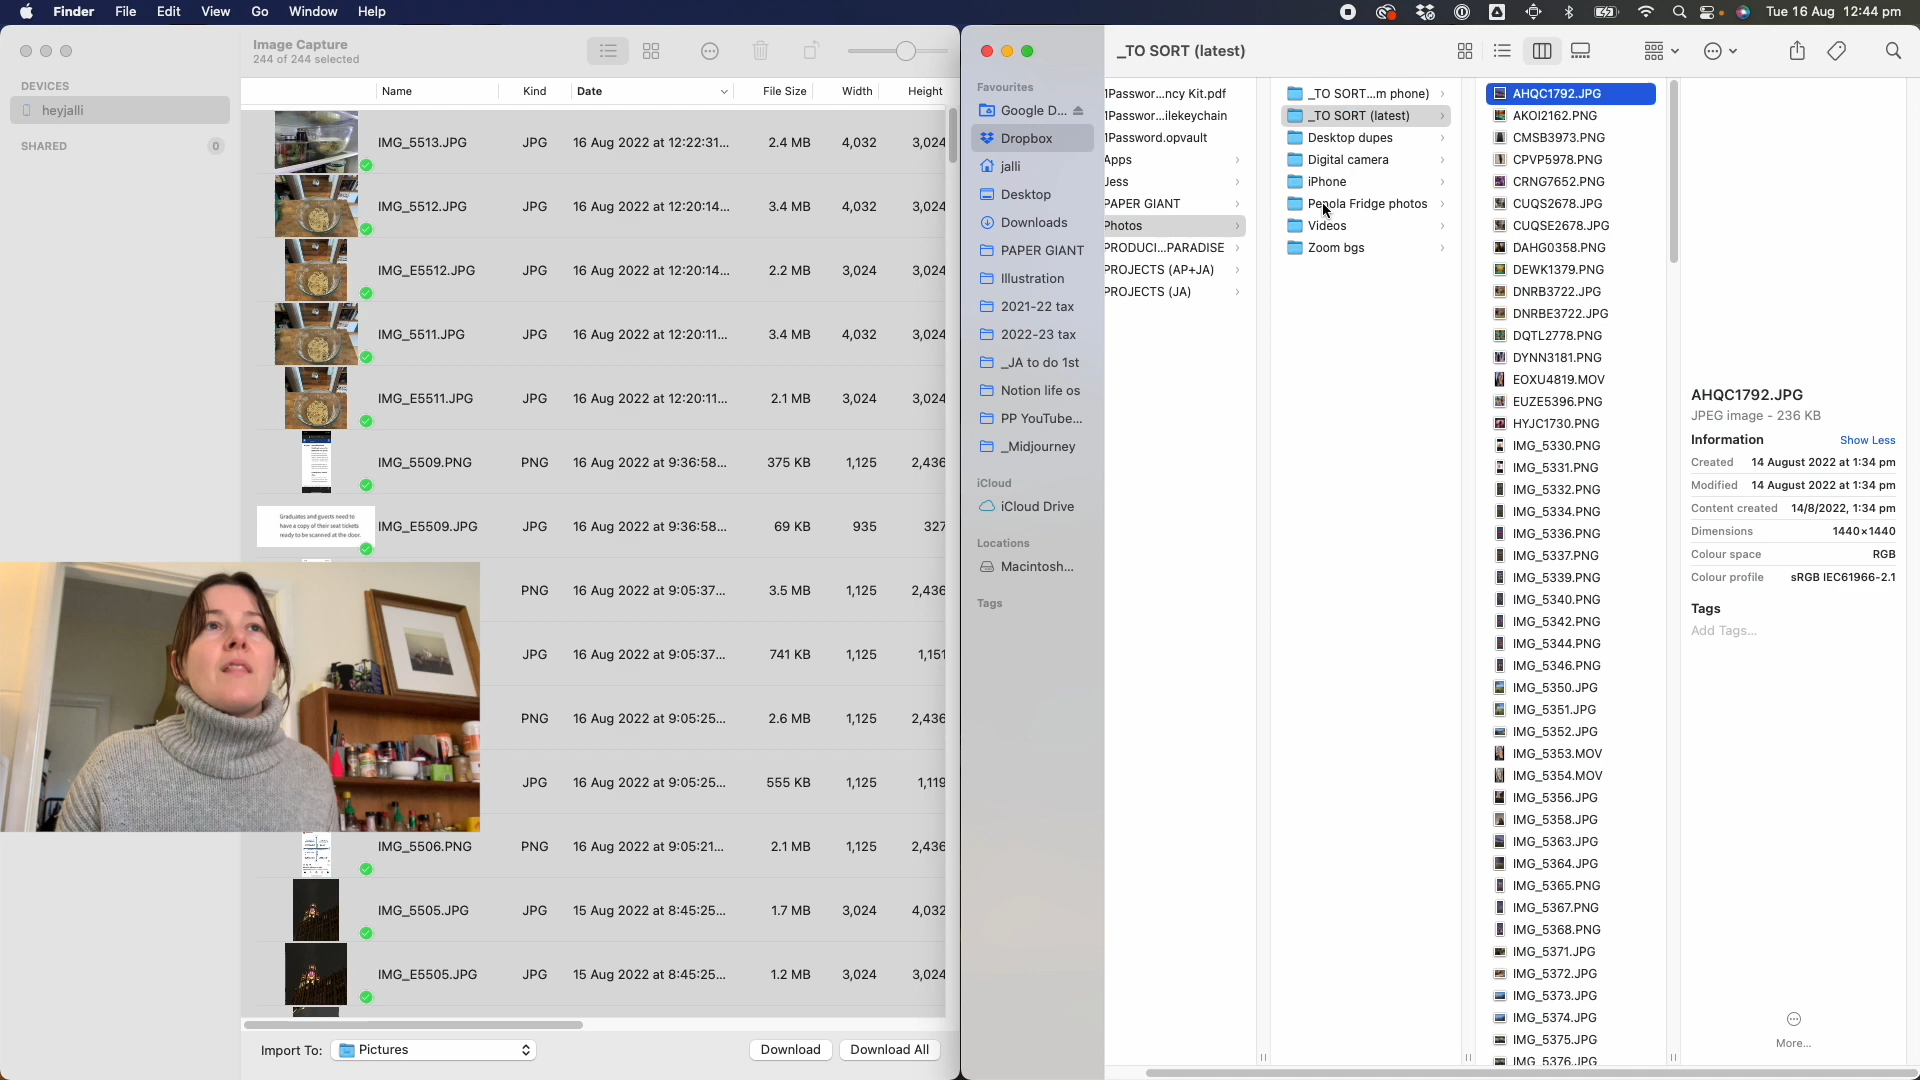 Finder File Edit View Go Window Help
Tue 16 Aug 12:44 pm
Image Capture
244 of 244 selected
DEVICES
heyjalli
SHARED 0
Name Kind Date File Size Width Height
IMG_5513.JPG JPG 16 Aug 2022 at 12:22:31... 2.4 MB 4,032 3,024
IMG_5512.JPG JPG 16 Aug 2022 at 12:20:14... 3.4 MB 4,032 3,024
IMG_E5512.JPG JPG 16 Aug 2022 at 12:20:14... 2.2 MB 3,024 3,024
IMG_5511.JPG JPG 16 Aug 2022 at 12:20:11... 3.4 MB 4,032 3,024
IMG_E5511.JPG JPG 16 Aug 2022 at 12:20:11... 2.1 MB 3,024 3,024
IMG_5509.PNG PNG 16 Aug 2022 at 9:36:58... 375 KB 1,125 2,436
Graduates and guests need to
have a copy of their seat tickets
ready to be scanned at the door.
IMG_E5509.JPG JPG 16 Aug 2022 at 9:36:58... 69 KB 935 327
PNG 16 Aug 2022 at 9:05:37... 3.5 MB 1,125 2,436
JPG 16 Aug 2022 at 9:05:37... 741 KB 1,125 1,151
PNG 16 Aug 2022 at 9:05:25... 2.6 MB 1,125 2,436
JPG 16 Aug 2022 at 9:05:25... 555 KB 1,125 1,119
IMG_5506.PNG PNG 16 Aug 2022 at 9:05:21... 2.1 MB 1,125 2,436
IMG_5505.JPG JPG 15 Aug 2022 at 8:45:25... 1.7 MB 3,024 4,032
IMG_E5505.JPG JPG 15 Aug 2022 at 8:45:25... 1.2 MB 3,024 3,024
Import To: Pictures Download Download All
_TO SORT (latest)
Favourites
Google D...
Dropbox
jalli
Desktop
Downloads
PAPER GIANT
Illustration
2021-22 tax
2022-23 tax
_JA to do 1st
Notion life os
PP YouTube...
_Midjourney
iCloud
iCloud Drive
Locations
Macintosh...
Tags
1Passwor...ncy Kit.pdf
1Passwor...ilekeychain
1Password.opvault
Apps
Jess
PAPER GIANT
Photos
PRODUCI...PARADISE
PROJECTS (AP+JA)
PROJECTS (JA)
_TO SORT...m phone)
_TO SORT (latest)
Desktop dupes
Digital camera
iPhone
Penola Fridge photos
Videos
Zoom bgs
AHQC1792.JPG
AKOI2162.PNG
CMSB3973.PNG
CPVP5978.PNG
CRNG7652.PNG
CUQS2678.JPG
CUQSE2678.JPG
DAHG0358.PNG
DEWK1379.PNG
DNRB3722.JPG
DNRBE3722.JPG
DQTL2778.PNG
DYNN3181.PNG
EOXU4819.MOV
EUZE5396.PNG
HYJC1730.PNG
IMG_5330.PNG
IMG_5331.PNG
IMG_5332.PNG
IMG_5334.PNG
IMG_5336.PNG
IMG_5337.PNG
IMG_5339.PNG
IMG_5340.PNG
IMG_5342.PNG
IMG_5344.PNG
IMG_5346.PNG
IMG_5350.JPG
IMG_5351.JPG
IMG_5352.JPG
IMG_5353.MOV
IMG_5354.MOV
IMG_5356.JPG
IMG_5358.JPG
IMG_5363.JPG
IMG_5364.JPG
IMG_5365.PNG
IMG_5367.PNG
IMG_5368.PNG
IMG_5371.JPG
IMG_5372.JPG
IMG_5373.JPG
IMG_5374.JPG
IMG_5375.JPG
IMG_5376.JPG
AHQC1792.JPG
JPEG image - 236 KB
Information Show Less
Created 14 August 2022 at 1:34 pm
Modified 14 August 2022 at 1:34 pm
Content created 14/8/2022, 1:34 pm
Dimensions 1440×1440
Colour space RGB
Colour profile sRGB IEC61966-2.1
Tags
Add Tags...
More...